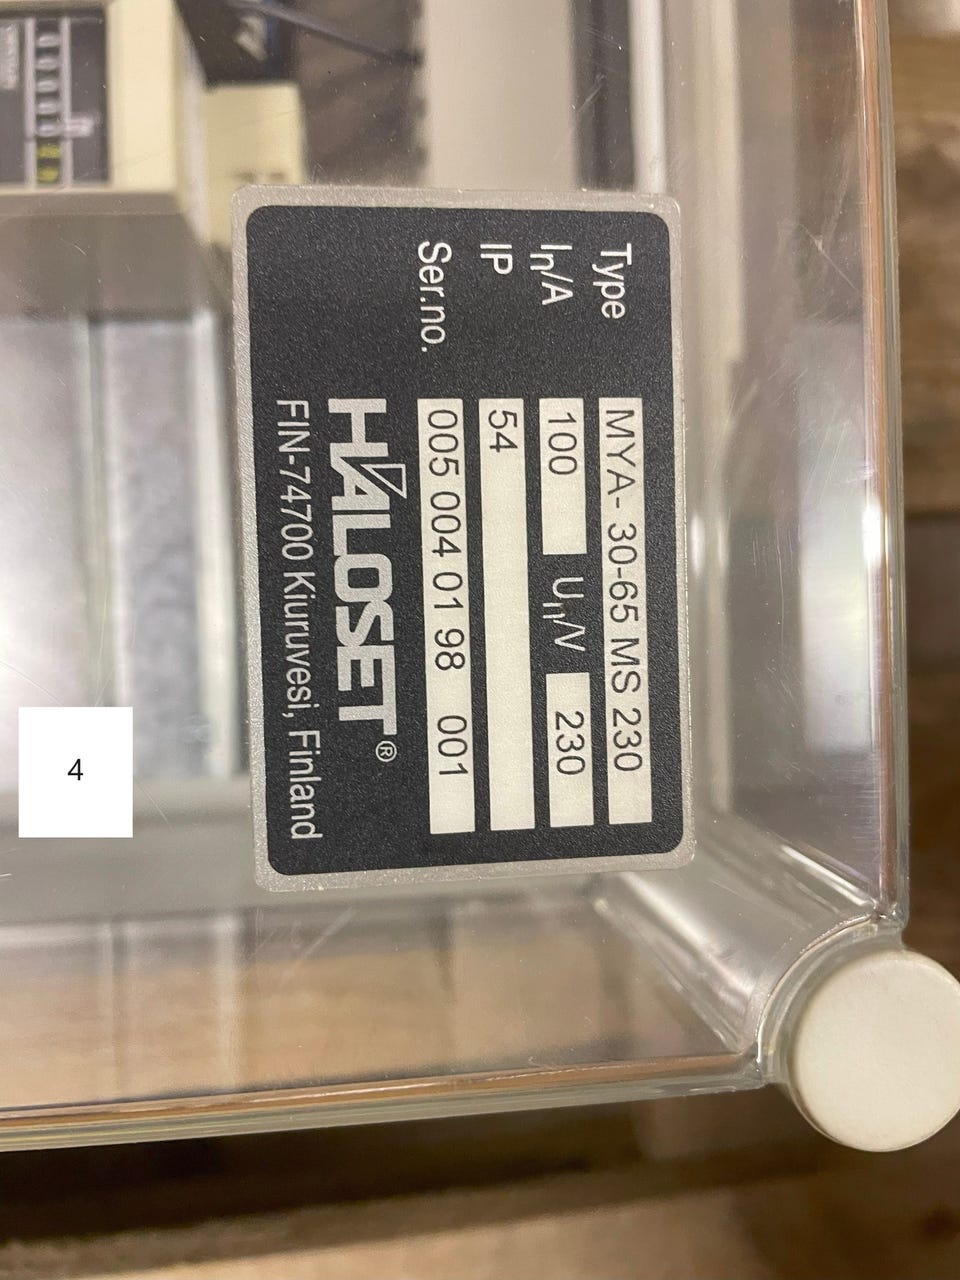 Type MYA- 30-65 MS 230
In/A 100 Un/V 230
IP 54
Ser.no. 005 004 01 98 001
HALOSET®
FIN-74700 Kiuruvesi, Finland
4